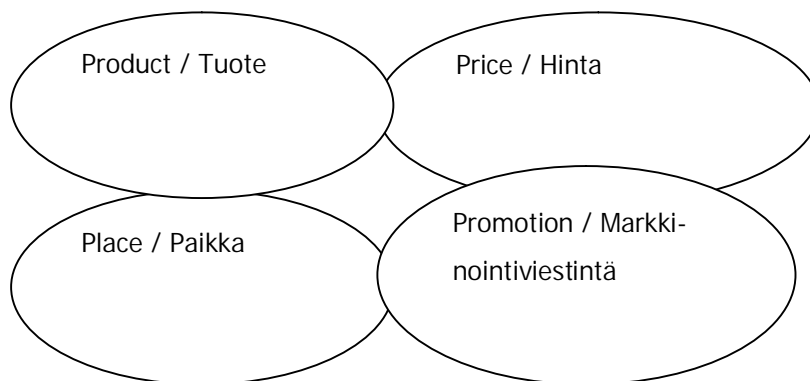 Product / Tuote
Price / Hinta
Place / Paikka
Promotion / Markki-
nointiviestintä